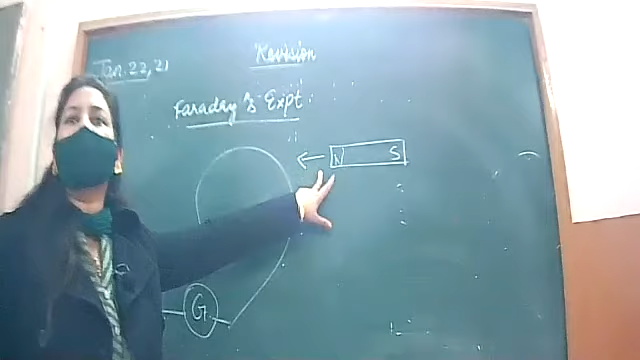 Revision
Jan. 22, 21
Faraday's Expt.
N S
G